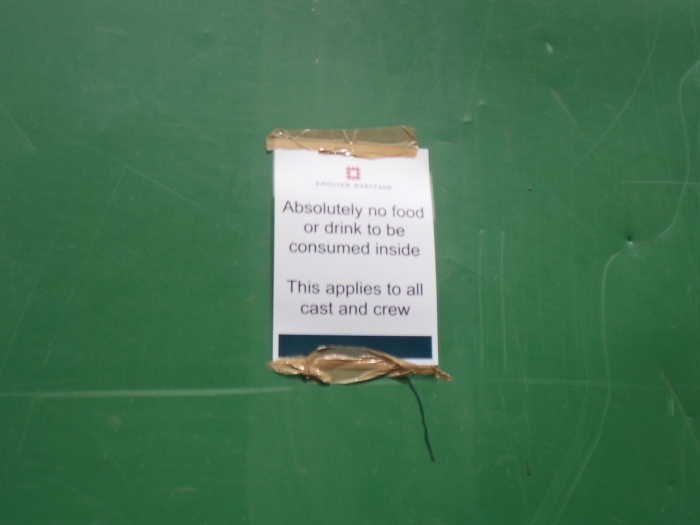 ENGLISH HERITAGE
Absolutely no food
or drink to be
consumed inside
This applies to all
cast and crew